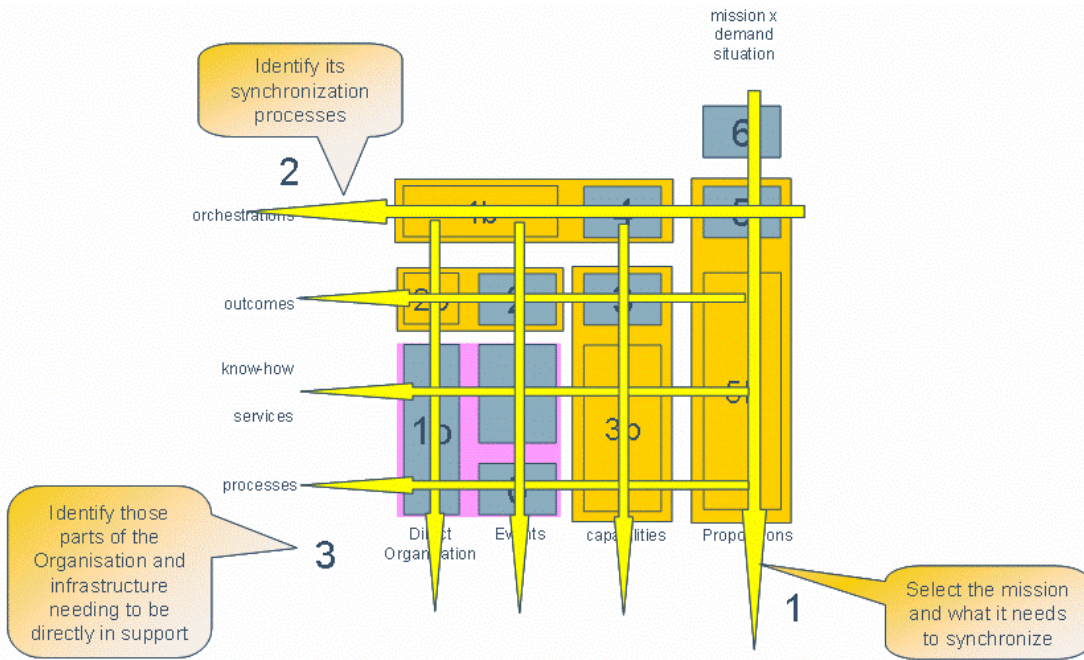 mission x
demand
situation
Identify its
synchronization
processes
6
2
orchestrations
1b
4
5
outcomes
2b
2
3
know-how
services
1b
3b
processes
Direct
Organisation
Events
capabilities
Propositions
Identify those
parts of the
Organisation and
infrastructure
needing to be
directly in support
3
1
Select the mission
and what it needs
to synchronize